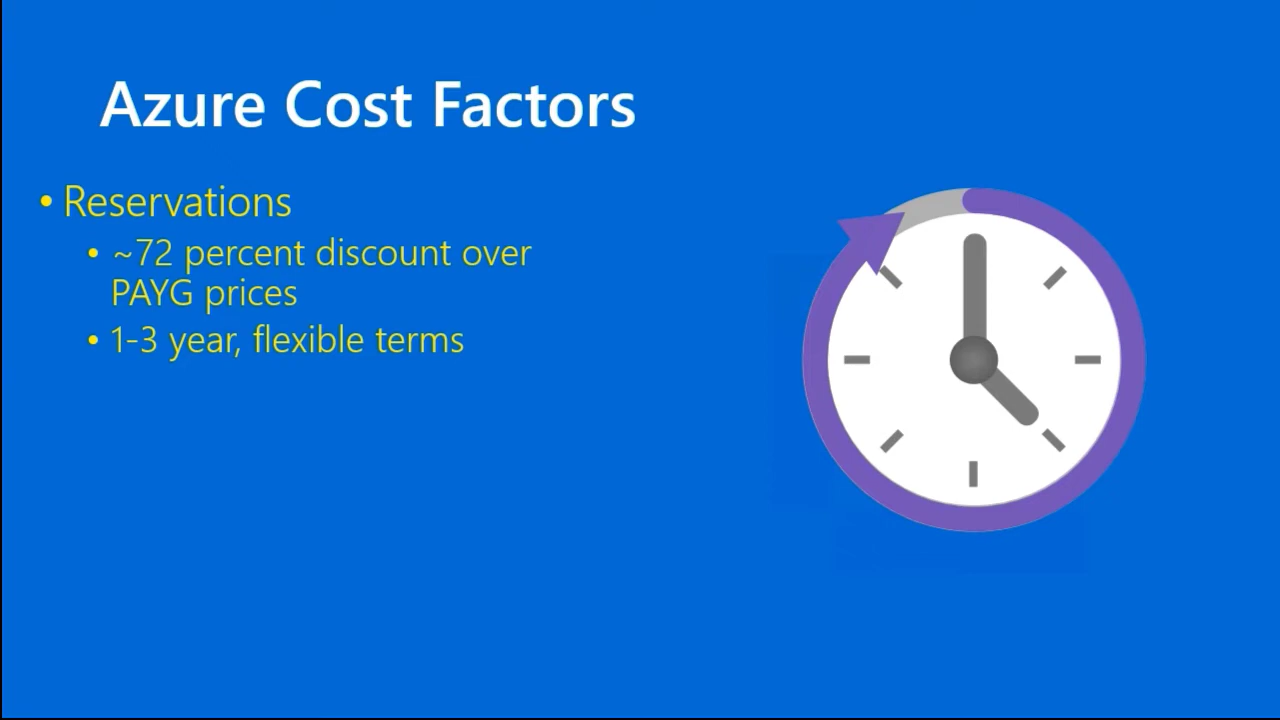 Azure Cost Factors
• Reservations
• ~72 percent discount over
PAYG prices
• 1-3 year, flexible terms